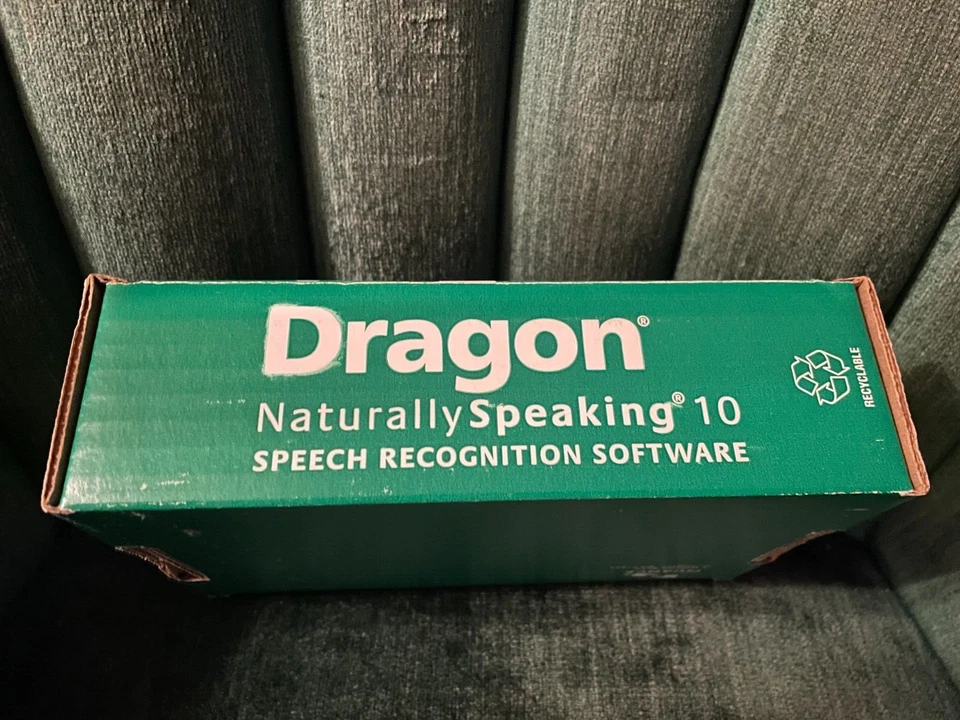 Dragon®
NaturallySpeaking® 10
SPEECH RECOGNITION SOFTWARE
RECYCLABLE